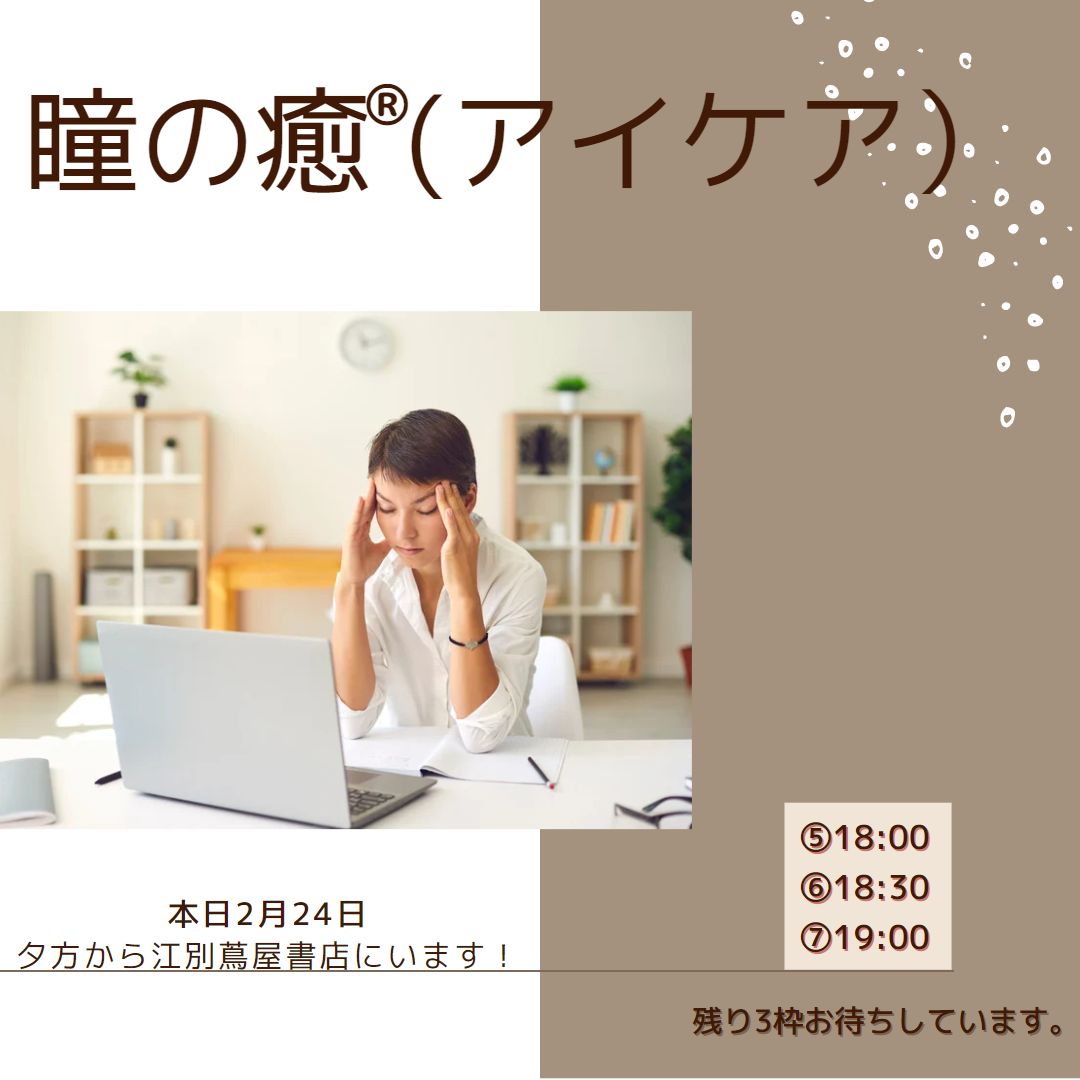 瞳の癒®(アイケア)
⑤18:00
⑥18:30
⑦19:00
本日2月24日
夕方から江別蔦屋書店にいます！
残り3枠お待ちしています。